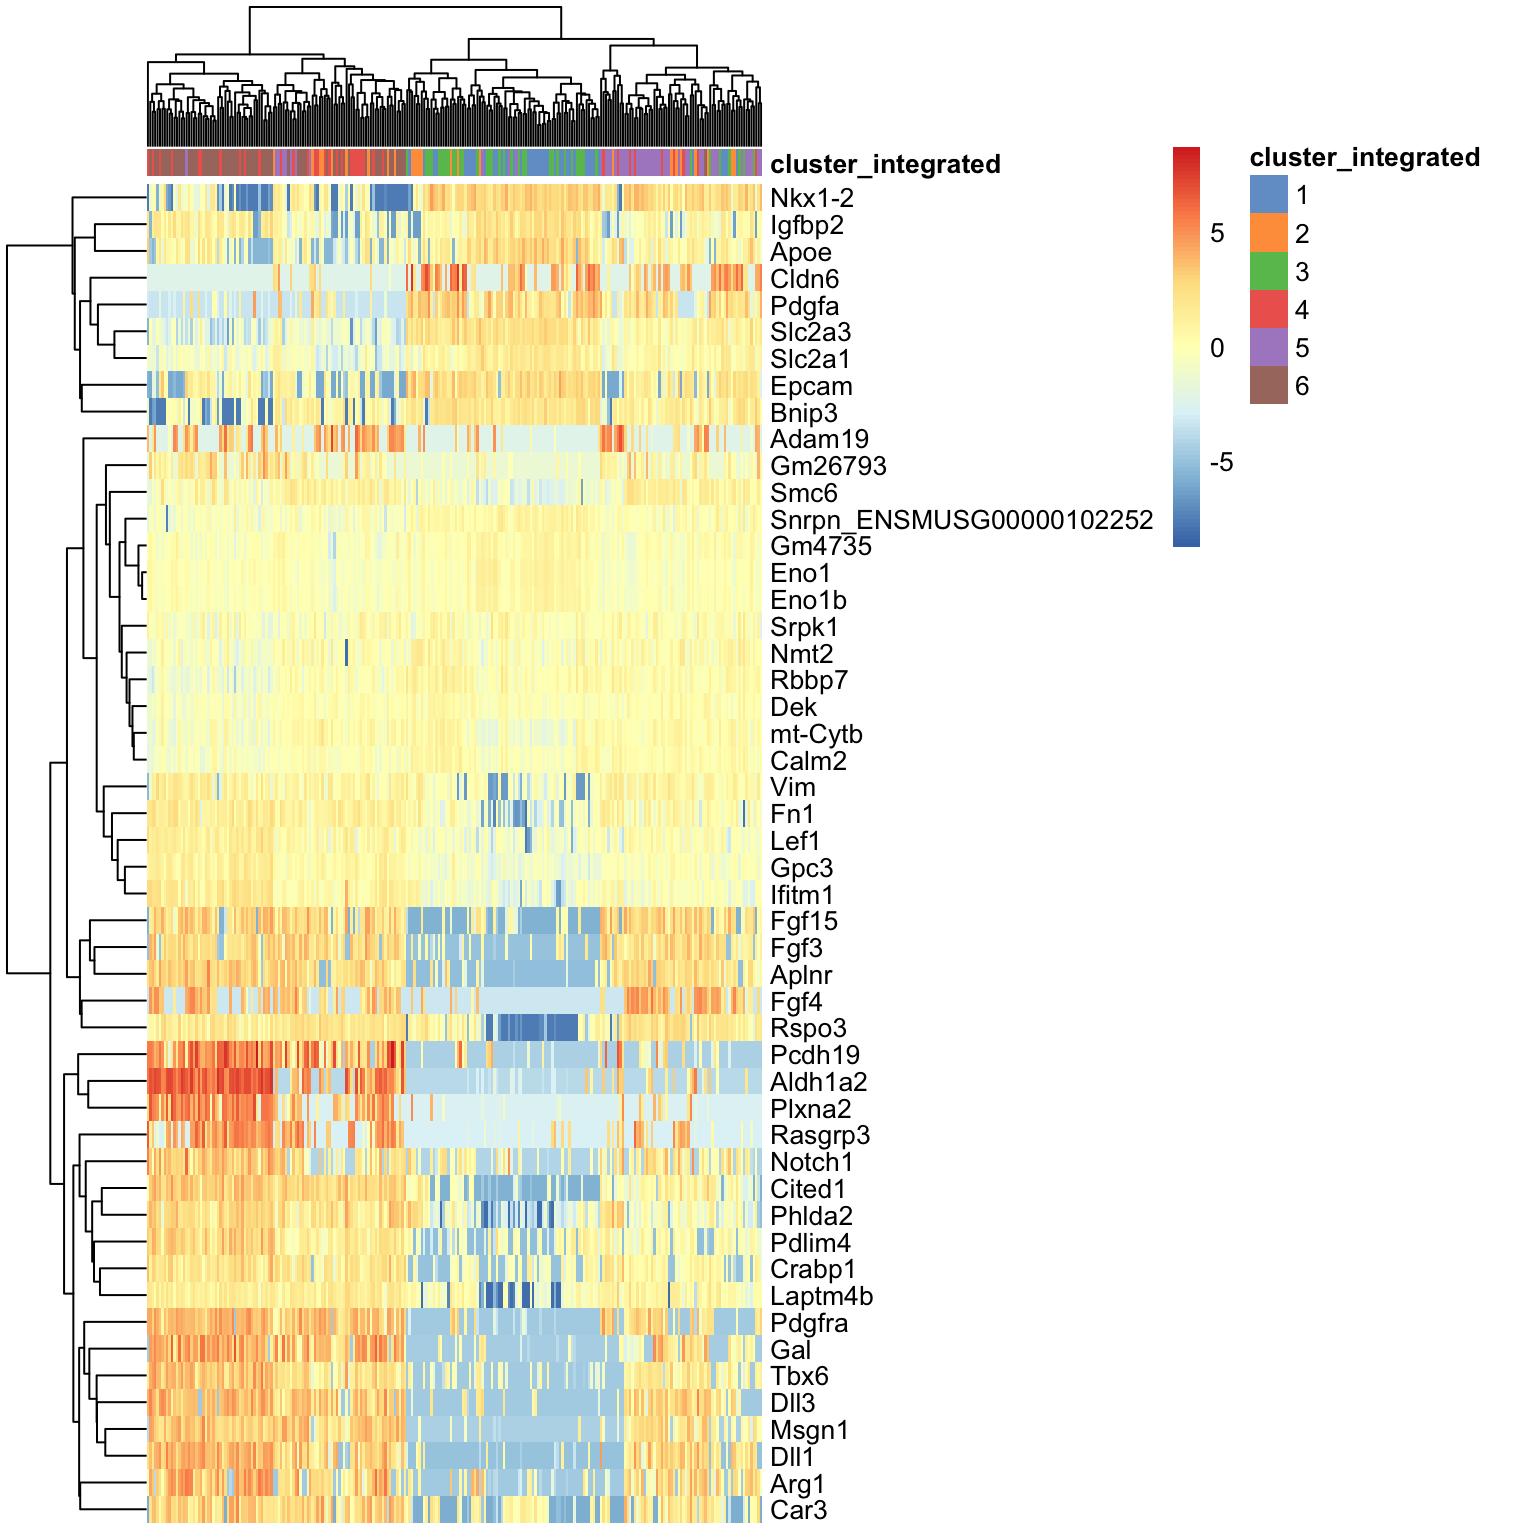 cluster_integrated
Nkx1-2
Igfbp2
Apoe
Cldn6
Pdgfa
Slc2a3
Slc2a1
Epcam
Bnip3
Adam19
Gm26793
Smc6
Snrpn_ENSMUSG00000102252
Gm4735
Eno1
Eno1b
Srpk1
Nmt2
Rbbp7
Dek
mt-Cytb
Calm2
Vim
Fn1
Lef1
Gpc3
Ifitm1
Fgf15
Fgf3
Aplnr
Fgf4
Rspo3
Pcdh19
Aldh1a2
Plxna2
Rasgrp3
Notch1
Cited1
Phlda2
Pdlim4
Crabp1
Laptm4b
Pdgfra
Gal
Tbx6
Dll3
Msgn1
Dll1
Arg1
Car3
5
0
-5
cluster_integrated
1
2
3
4
5
6